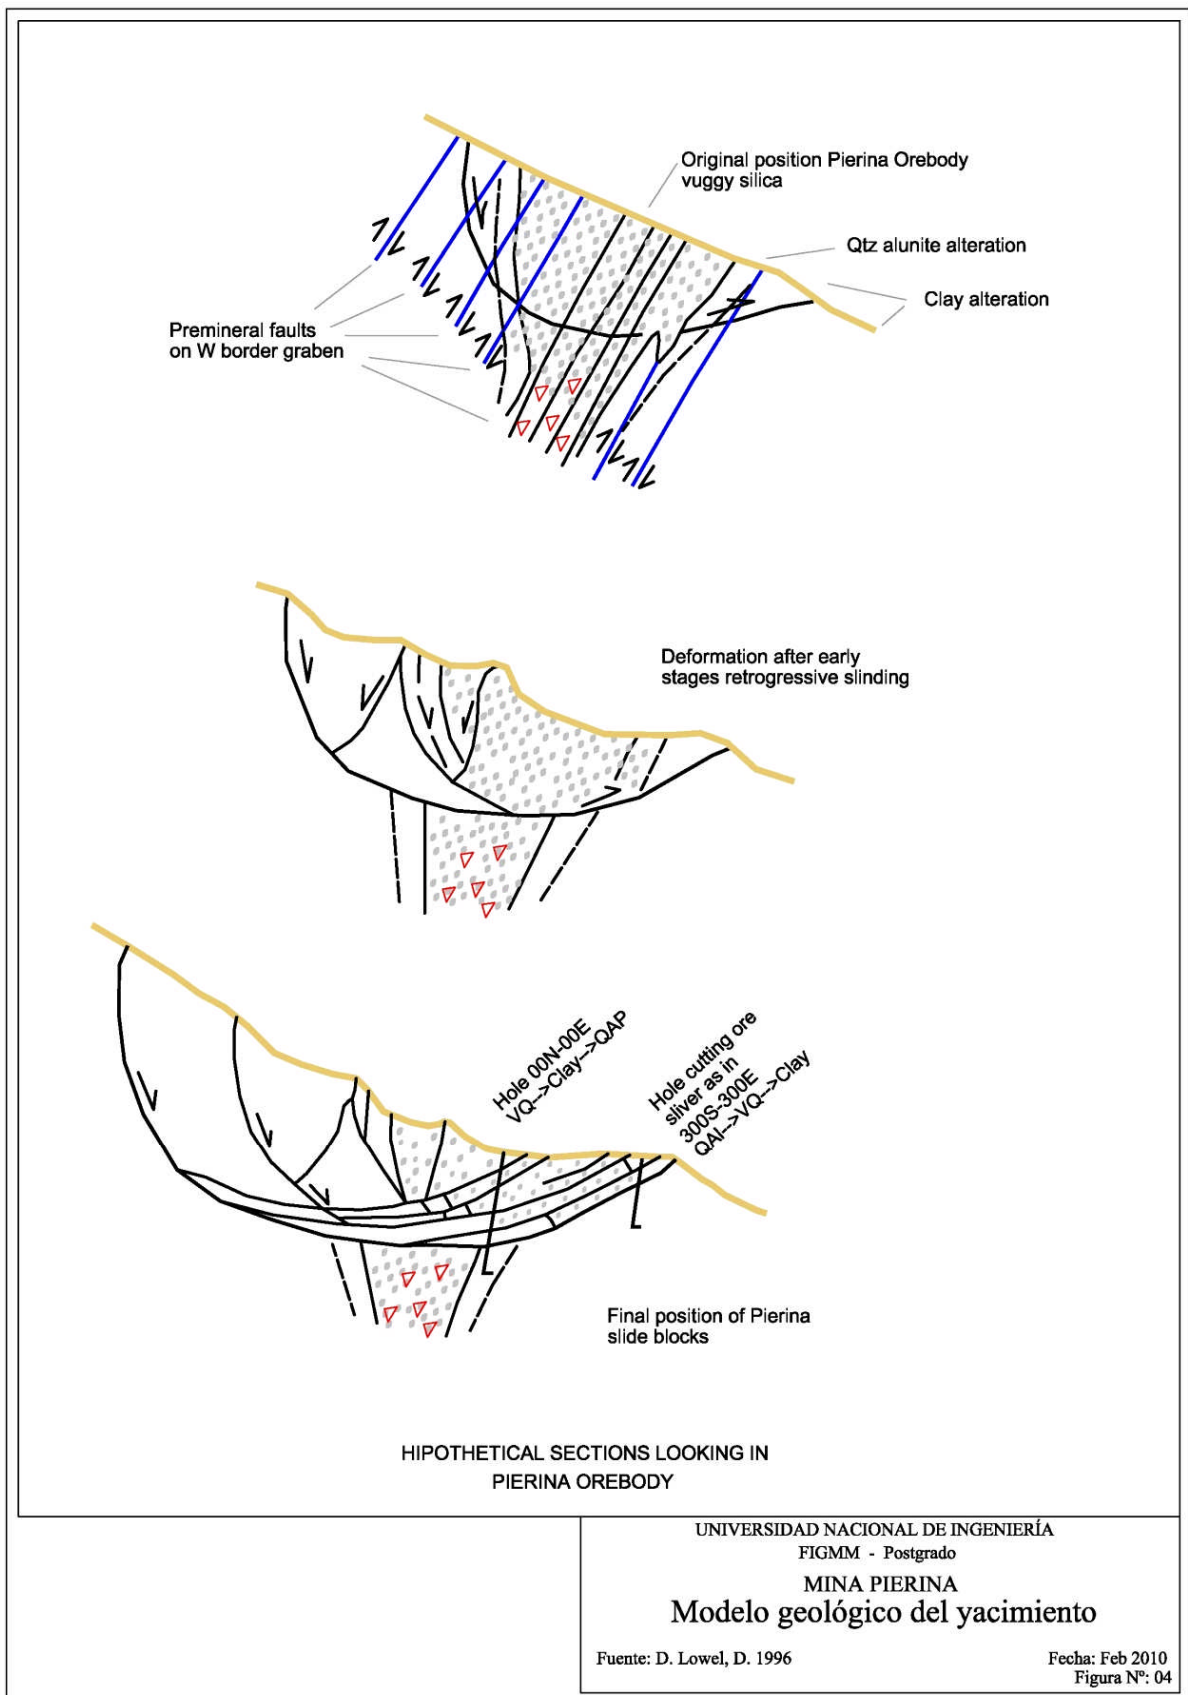 Original position Pierina Orebody
vuggy silica
Qtz alunite alteration
Clay alteration
Premineral faults
on W border graben
Deformation after early
stages retrogressive slinding
Hole 00N-00E
VQ-->Clay-->QAP
Hole cutting ore
sliver as in
300S-300E
QAI-->VQ-->Clay
Final position of Pierina
slide blocks
HIPOTHETICAL SECTIONS LOOKING IN
PIERINA OREBODY
UNIVERSIDAD NACIONAL DE INGENIERÍA
FIGMM - Postgrado
MINA PIERINA
Modelo geológico del yacimiento
Fuente: D. Lowel, D. 1996
Fecha: Feb 2010
Figura Nº: 04